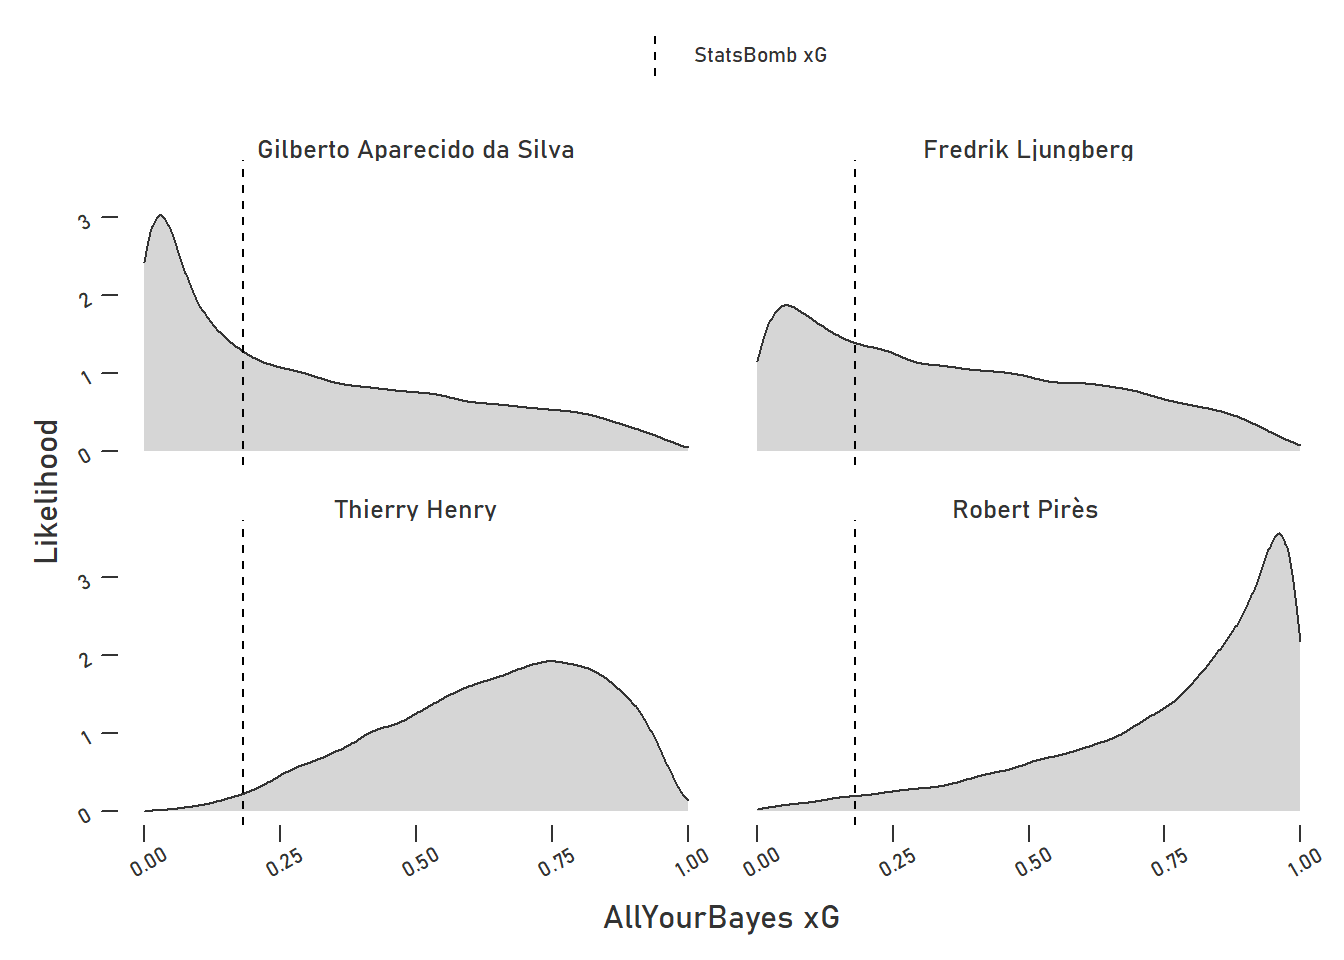 StatsBomb xG
Gilberto Aparecido da Silva
Fredrik Ljungberg
3
2
1
0
Likelihood
Thierry Henry
Robert Pirès
3
2
1
0
0.00 0.25 0.50 0.75 1.00
0.00 0.25 0.50 0.75 1.00
AllYourBayes xG